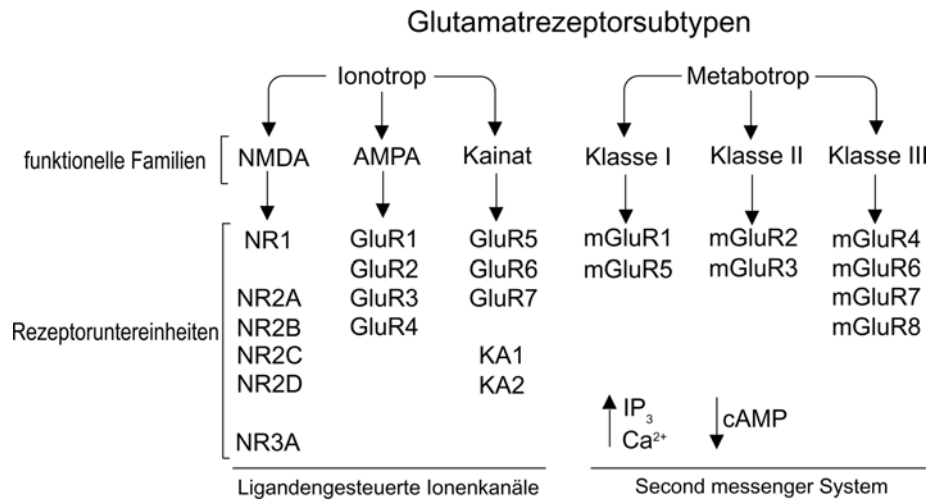 Glutamatrezeptorsubtypen
Ionotrop Metabotrop
funktionelle Familien NMDA AMPA Kainat Klasse I Klasse II Klasse III
NR1 GluR1 GluR5 mGluR1 mGluR2 mGluR4
GluR2 GluR6 mGluR5 mGluR3 mGluR6
NR2A GluR3 GluR7 mGluR7
Rezeptoruntereinheiten NR2B GluR4 mGluR8
NR2C KA1
NR2D KA2
IP₃ cAMP
NR3A Ca²⁺
Ligandengesteuerte Ionenkanäle Second messenger System